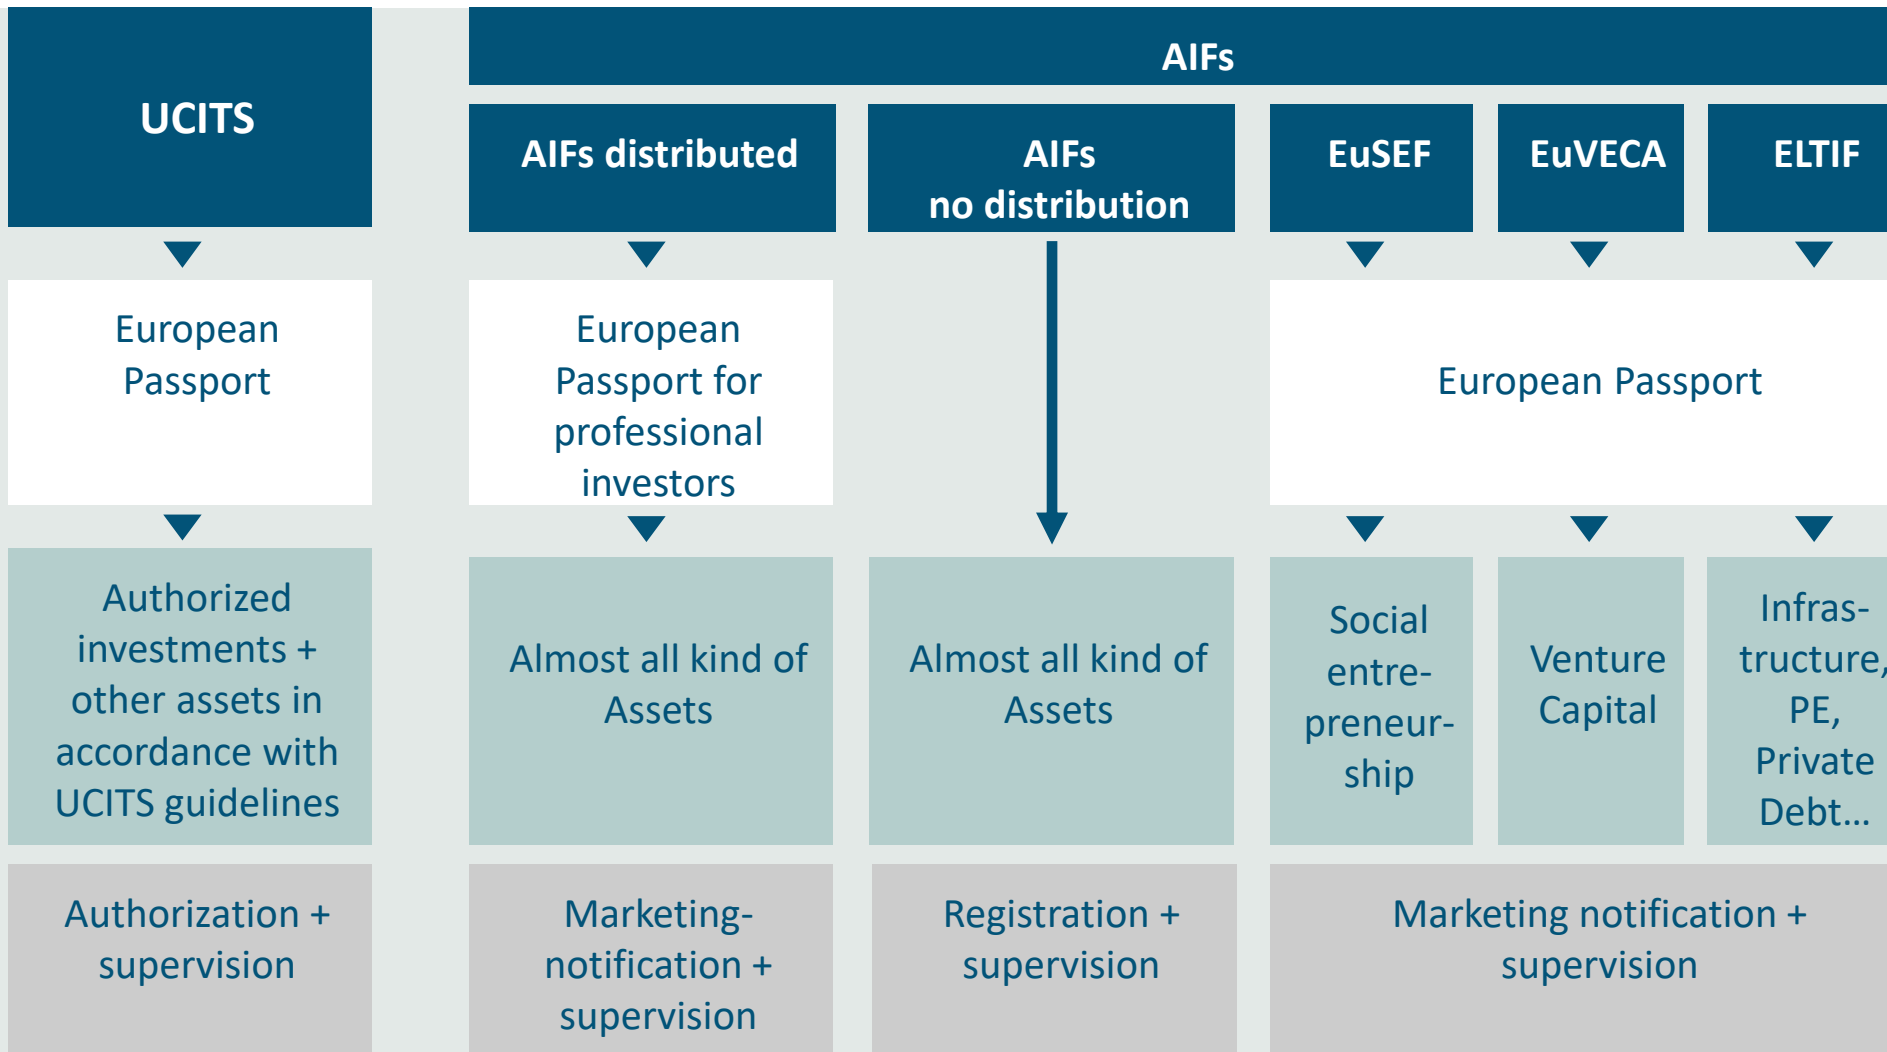 UCITS
AIFs
AIFs distributed
AIFs
no distribution
EuSEF
EuVECA
ELTIF
European
Passport
European
Passport for
professional
investors
European Passport
Authorized
investments +
other assets in
accordance with
UCITS guidelines
Almost all kind of
Assets
Almost all kind of
Assets
Social
entre-
preneur-
ship
Venture
Capital
Infras-
tructure,
PE,
Private
Debt...
Authorization +
supervision
Marketing-
notification +
supervision
Registration +
supervision
Marketing notification +
supervision